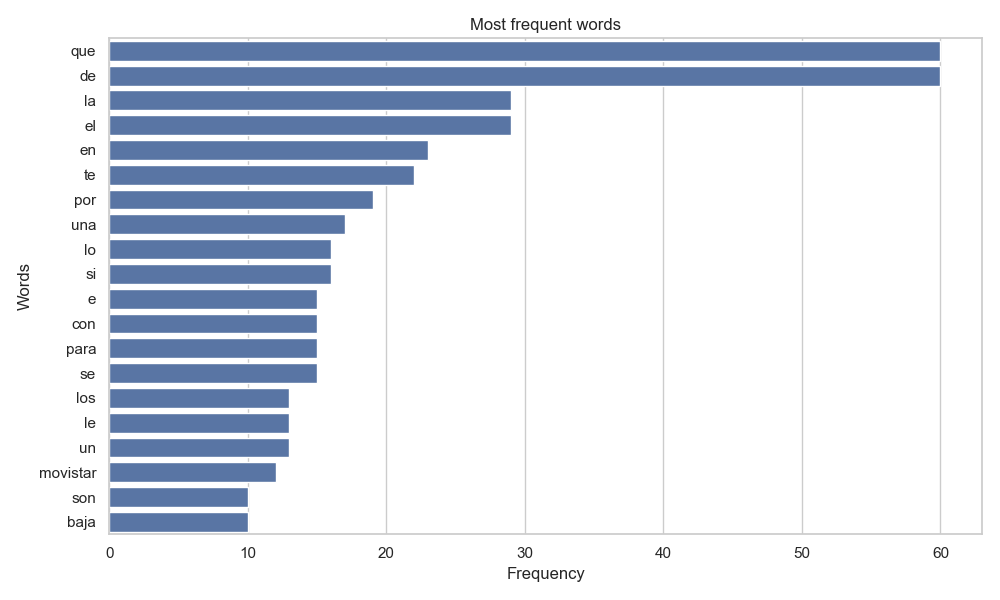 Most frequent words
que
de
la
el
en
te
por
una
lo
si
e
con
para
se
los
le
un
movistar
son
baja
0 10 20 30 40 50 60
Frequency
Words